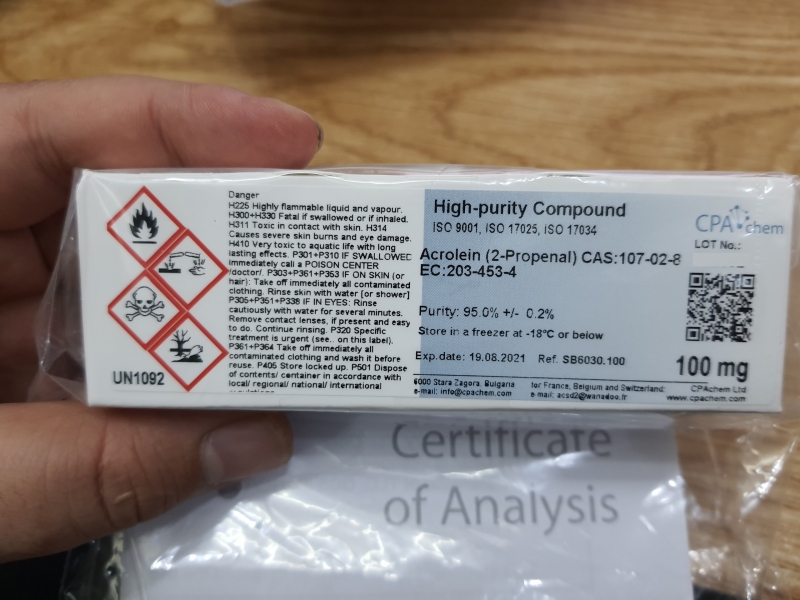 Danger
H225 Highly flammable liquid and vapour.
H300+H330 Fatal if swallowed or if inhaled.
H311 Toxic in contact with skin. H314
Causes severe skin burns and eye damage.
H410 Very toxic to aquatic life with long
lasting effects. P301+P310 IF SWALLOWED
immediately call a POISON CENTER
/doctor/. P303+P361+P353 IF ON SKIN (or
hair): Take off immediately all contaminated
clothing. Rinse skin with water [or shower]
P305+P361+P338 IF IN EYES: Rinse
cautiously with water for several minutes.
Remove contact lenses, if present and easy
to do. Continue rinsing. P320 Specific
treatment is urgent (see.. on this label).
P361+P364 Take off immediately all
contaminated clothing and wash it before
reuse. P405 Store locked up. P501 Dispose
of contents/ container in accordance with
local/ regional/ national/ international
UN1092
High-purity Compound
ISO 9001, ISO 17025, ISO 17034
Acrolein (2-Propenal) CAS:107-02-8
EC:203-453-4
Purity: 95.0% +/- 0.2%
Store in a freezer at -18°C or below
Exp.date: 19.08.2021 Ref. SB6030.100
6000 Stara Zagora, Bulgaria
e-mail: info@cpachem.com
for France, Belgium and Switzerland:
e-mail: acsd2@wanadoo.fr
CPAchem
LOT No.:
100 mg
CPAchem Ltd
www.cpachem.com
Certificate
of Analysis